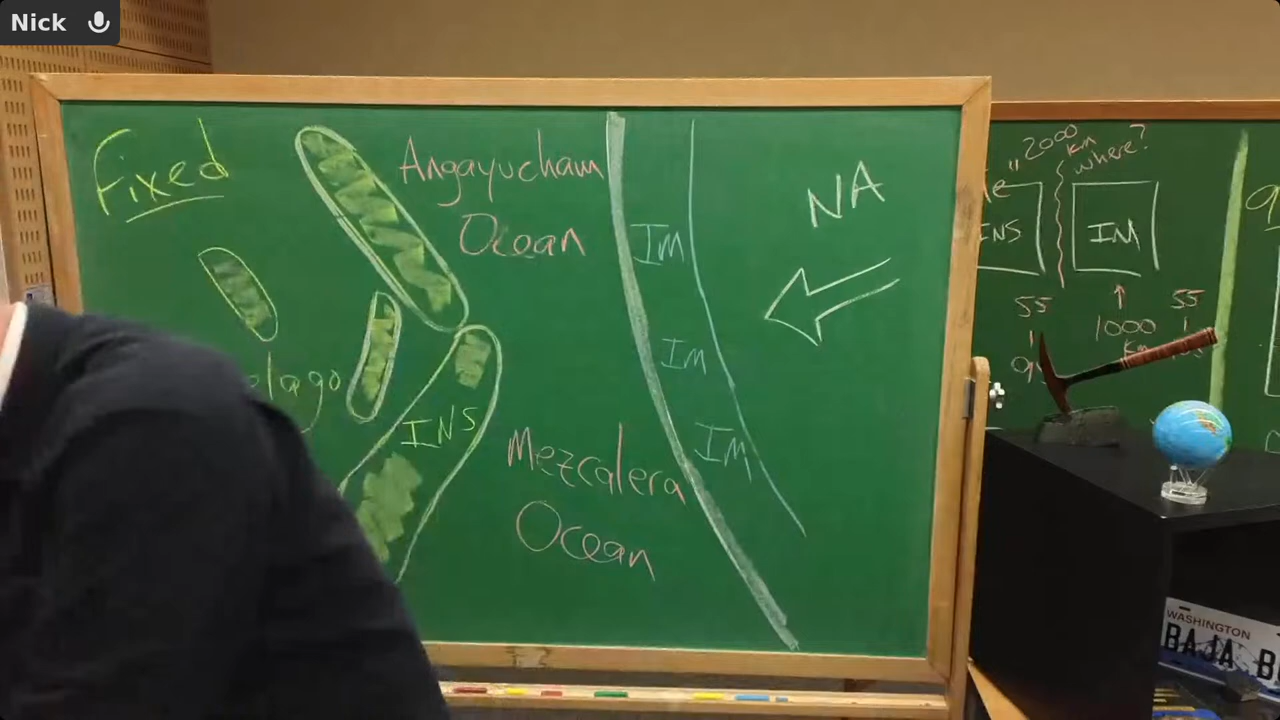 Nick
Fixed
Angayucham
Ocean
Im
NA
Im
INS
Im
Mezcalera
Ocean
2000
km
where?
INS
IM
55
1000
km
55
WASHINGTON
BAJA